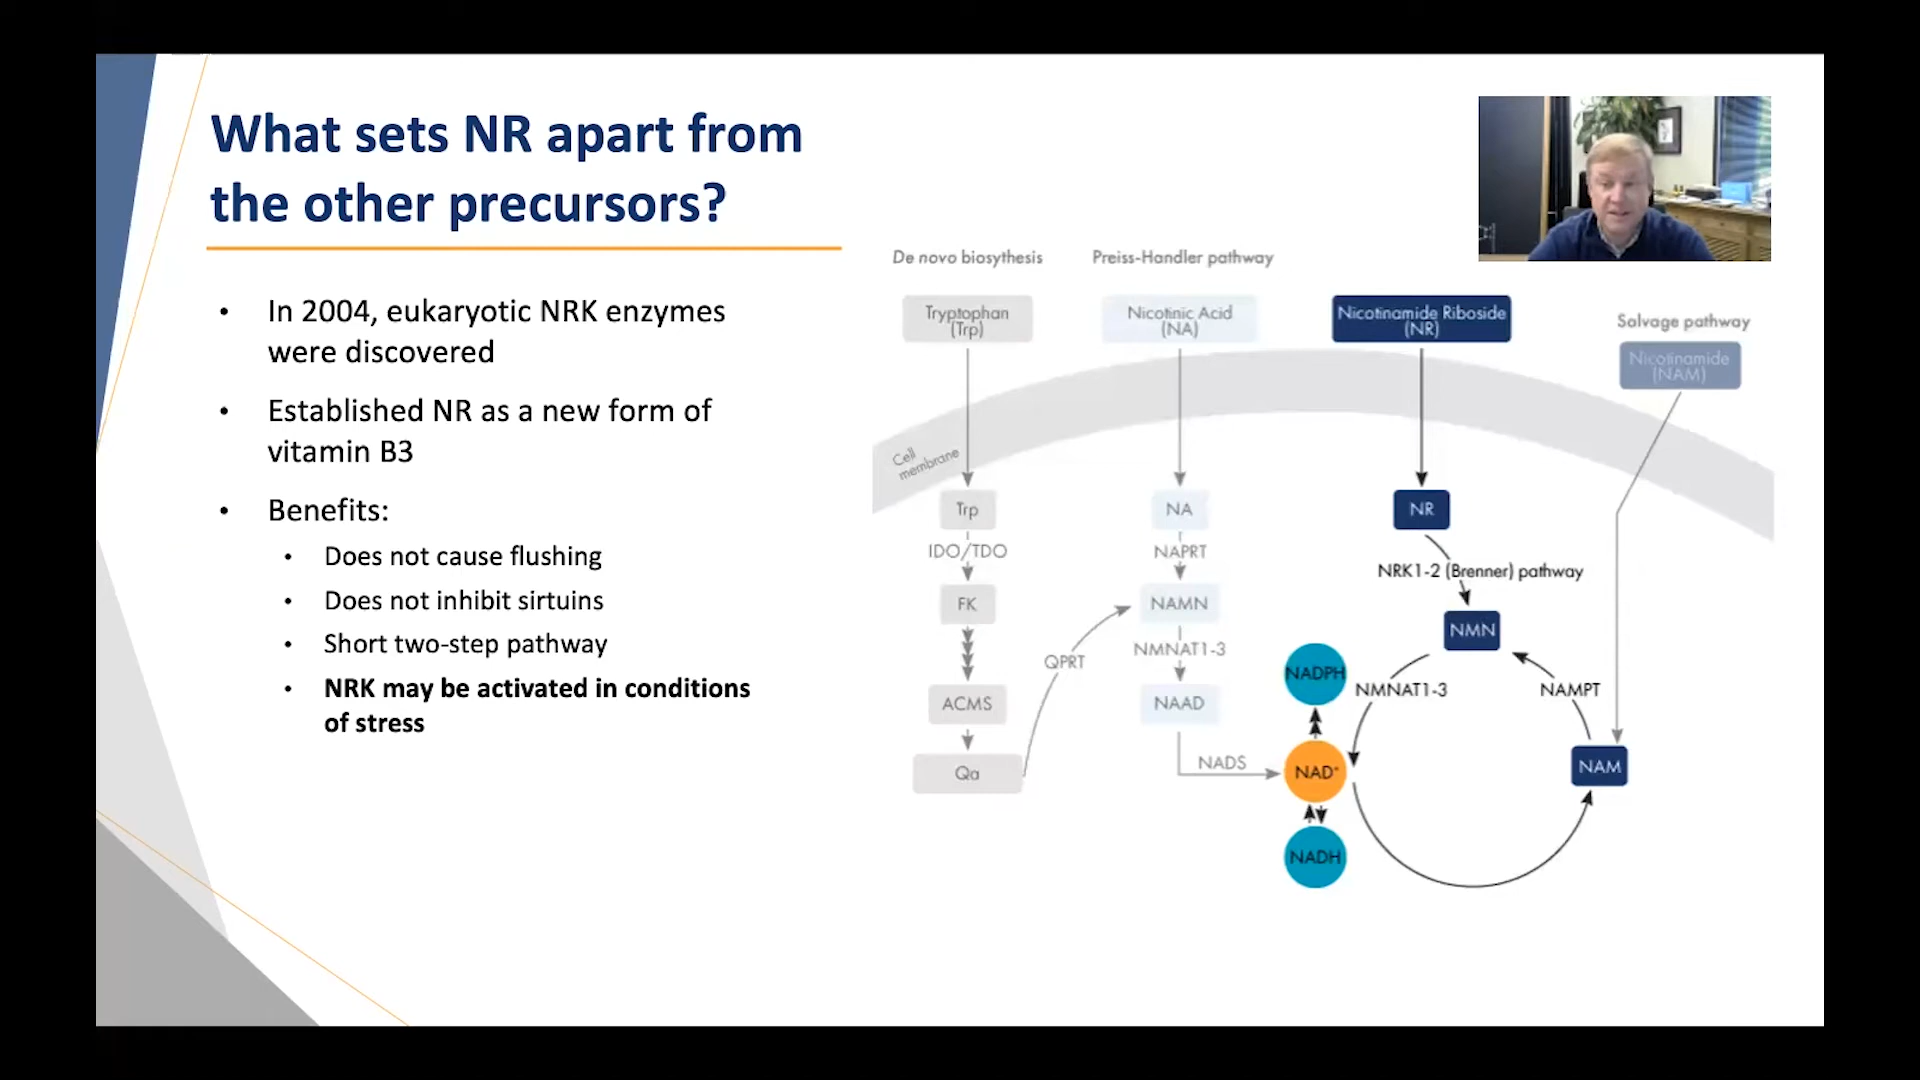 What sets NR apart from
the other precursors?
• In 2004, eukaryotic NRK enzymes
were discovered
• Established NR as a new form of
vitamin B3
• Benefits:
• Does not cause flushing
• Does not inhibit sirtuins
• Short two-step pathway
• NRK may be activated in conditions
of stress
De novo biosythesis
Preiss-Handler pathway
Salvage pathway
Tryptophan
(Trp)
Nicotinic Acid
(NA)
Nicotinamide Riboside
(NR)
Nicotinamide
(NAM)
Cell
membrane
Trp
IDO/TDO
FK
ACMS
Qa
QPRT
NA
NAPRT
NAMN
NMNAT1-3
NAAD
NADS
NR
NRK1-2 (Brenner) pathway
NMN
NMNAT1-3
NAMPT
NAM
NADPH
NAD+
NADH